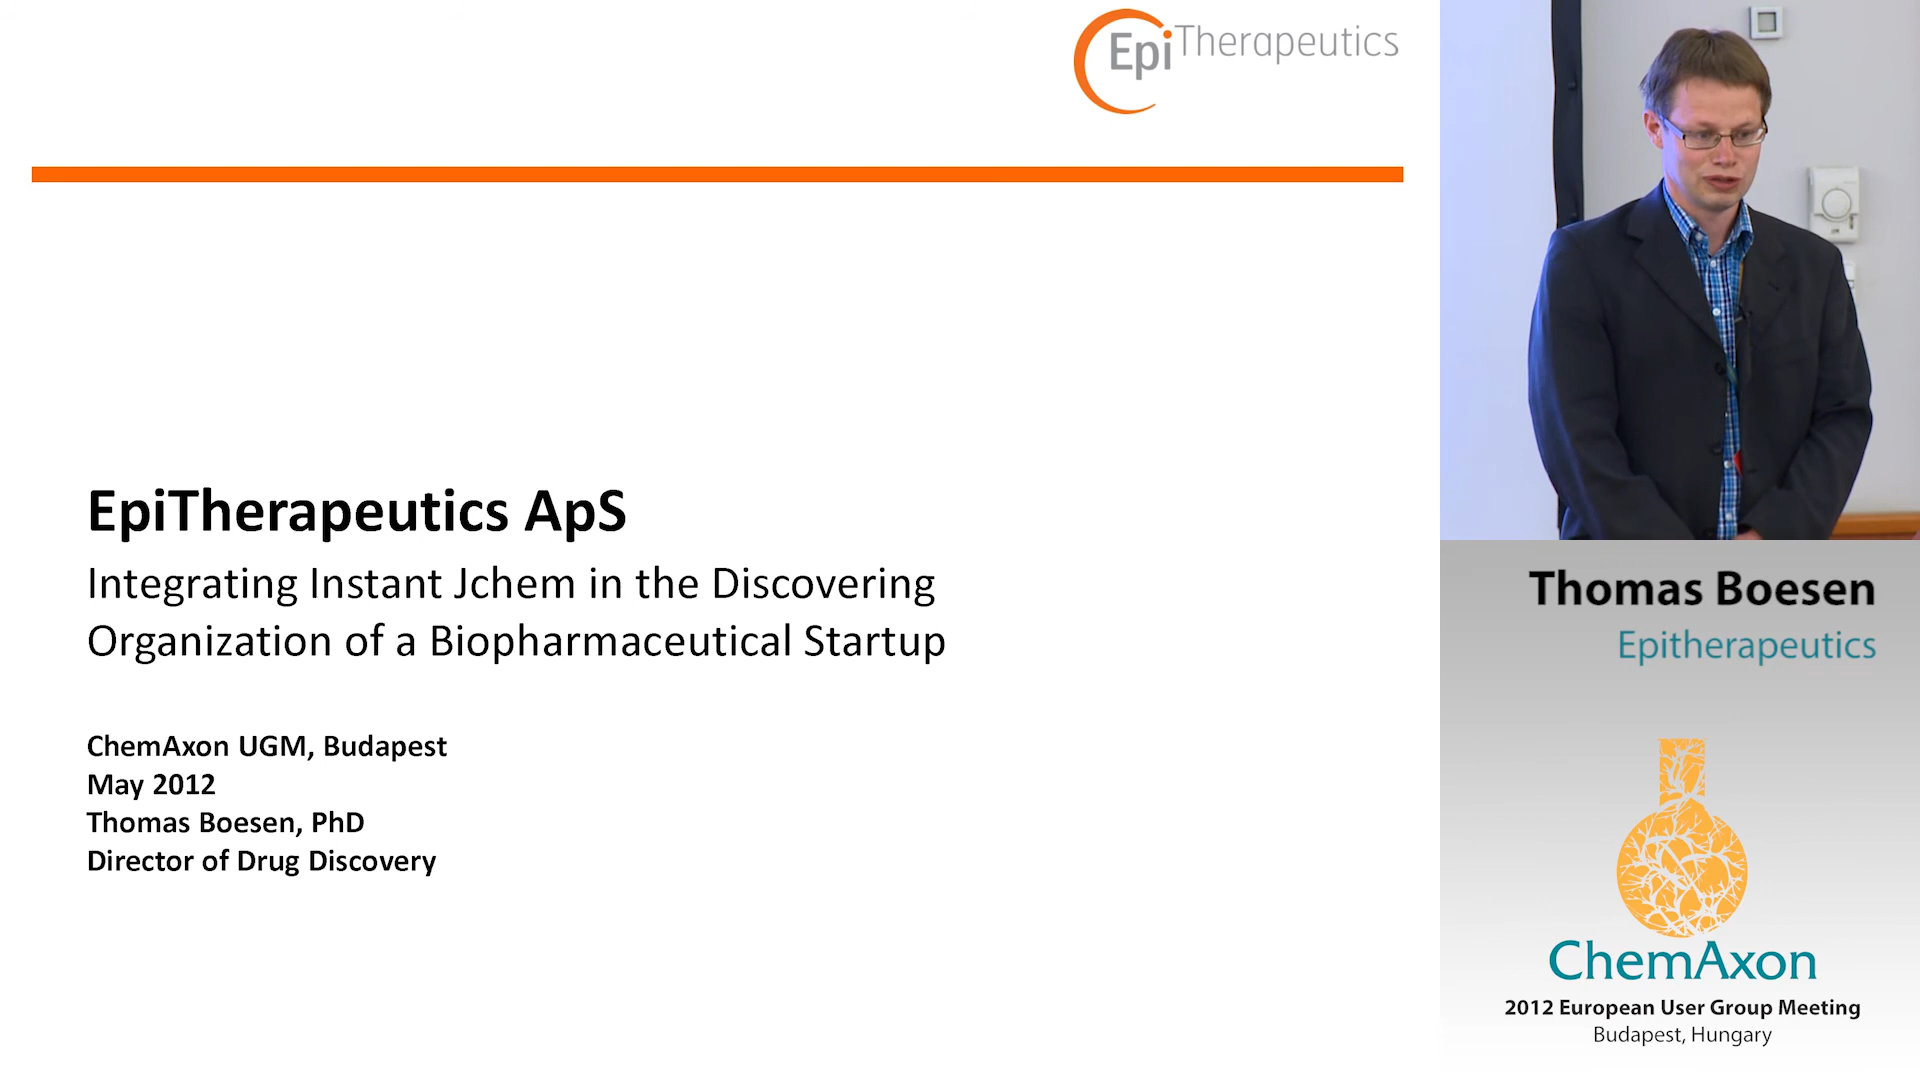 EpiTherapeutics
EpiTherapeutics ApS
Integrating Instant Jchem in the Discovering
Organization of a Biopharmaceutical Startup
ChemAxon UGM, Budapest
May 2012
Thomas Boesen, PhD
Director of Drug Discovery
Thomas Boesen
Epitherapeutics
ChemAxon
2012 European User Group Meeting
Budapest, Hungary